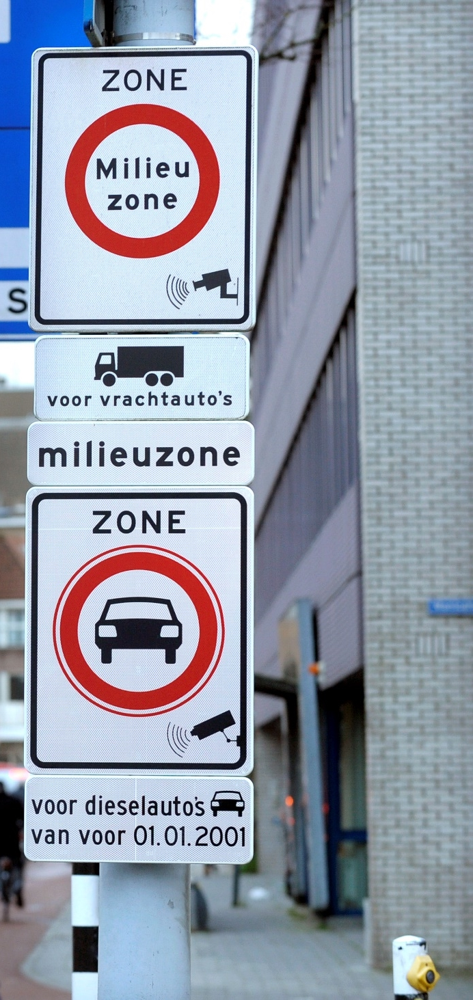 S
ZONE
Milieu
zone
voor vrachtauto's
milieuzone
ZONE
voor dieselauto's
van voor 01.01.2001